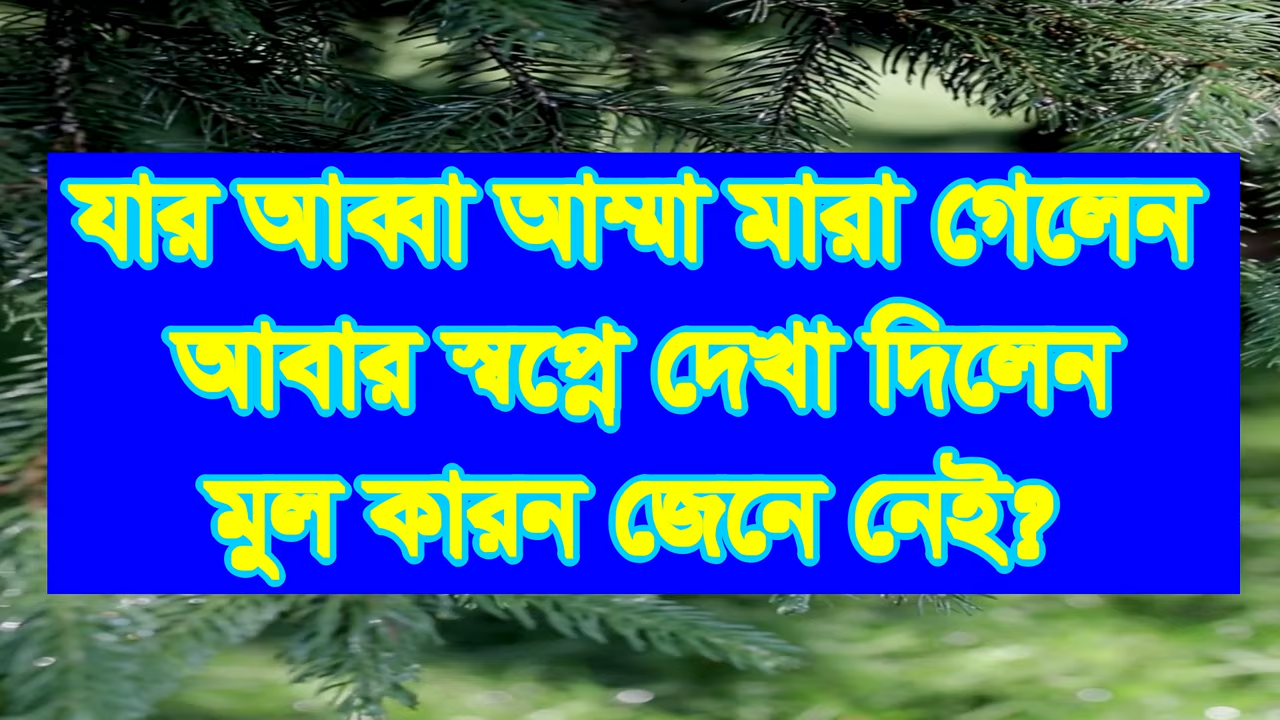 যার আব্বা আম্মা মারা গেলেন
আবার স্বপ্নে দেখা দিলেন
মুল কারন জেনে নেই?